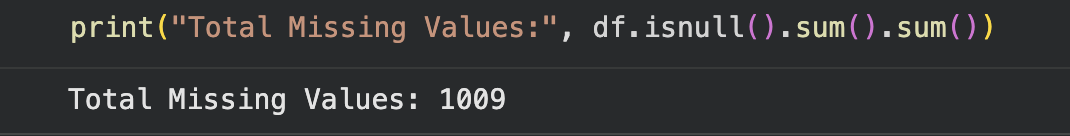 print("Total Missing Values:", df.isnull().sum().sum())
Total Missing Values: 1009